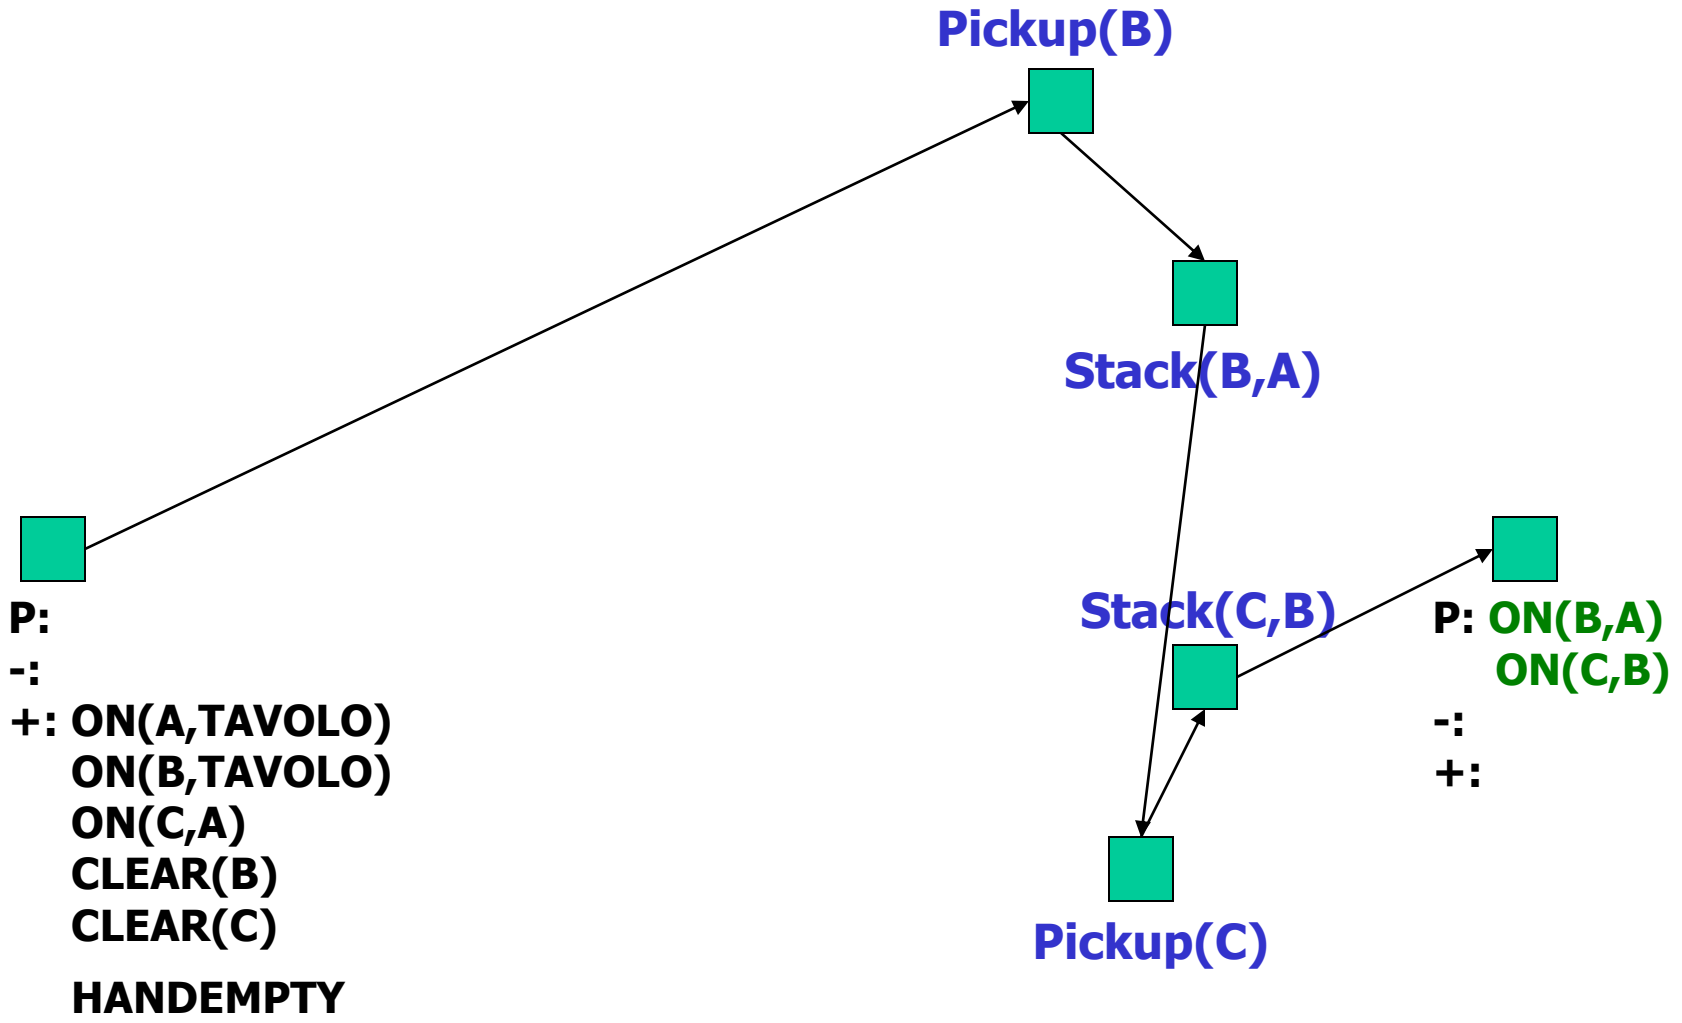 Pickup(B)
Stack(B,A)
Stack(C,B)
Pickup(C)
P:
-:
+: ON(A,TAVOLO)
ON(B,TAVOLO)
ON(C,A)
CLEAR(B)
CLEAR(C)
HANDEMPTY
P: ON(B,A)
ON(C,B)
-:
+: